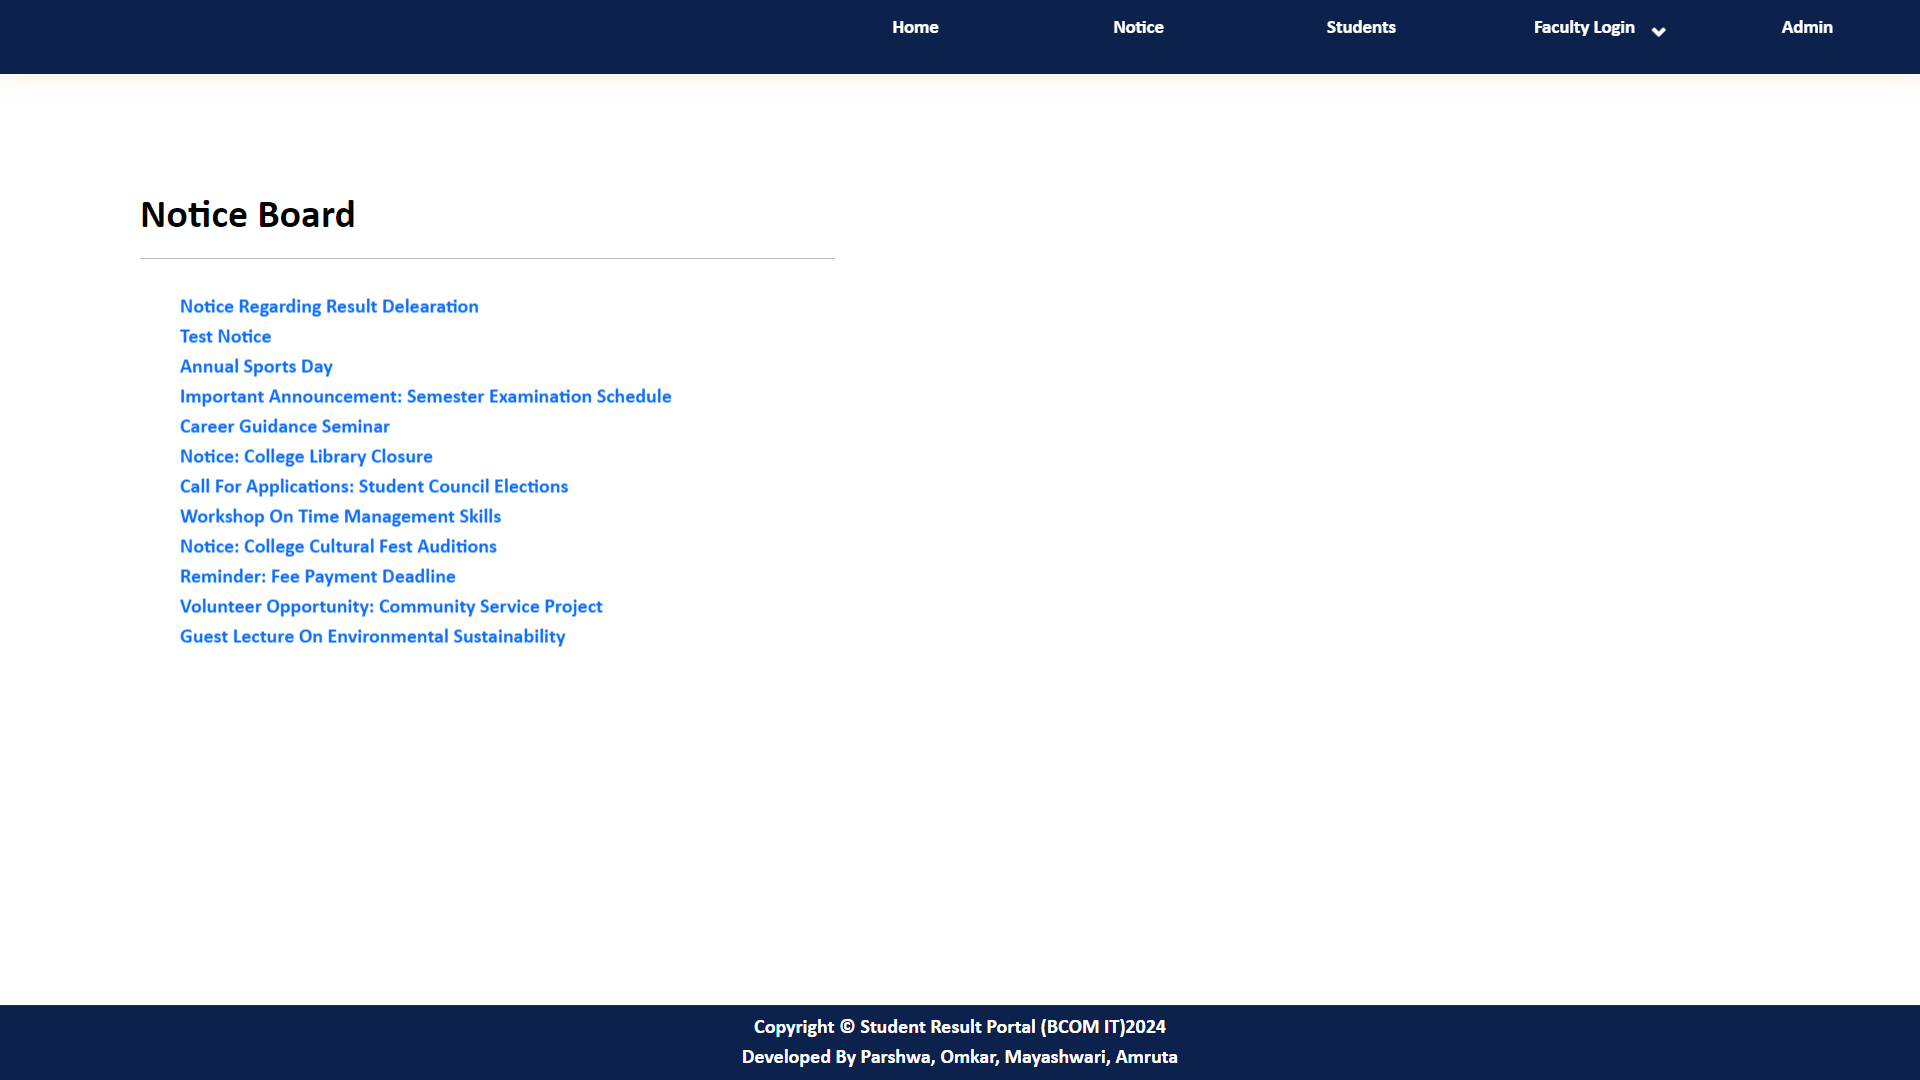 Home Notice Students Faculty Login Admin
Notice Board
Notice Regarding Result Delearation
Test Notice
Annual Sports Day
Important Announcement: Semester Examination Schedule
Career Guidance Seminar
Notice: College Library Closure
Call For Applications: Student Council Elections
Workshop On Time Management Skills
Notice: College Cultural Fest Auditions
Reminder: Fee Payment Deadline
Volunteer Opportunity: Community Service Project
Guest Lecture On Environmental Sustainability
Copyright © Student Result Portal (BCOM IT)2024
Developed By Parshwa, Omkar, Mayashwari, Amruta